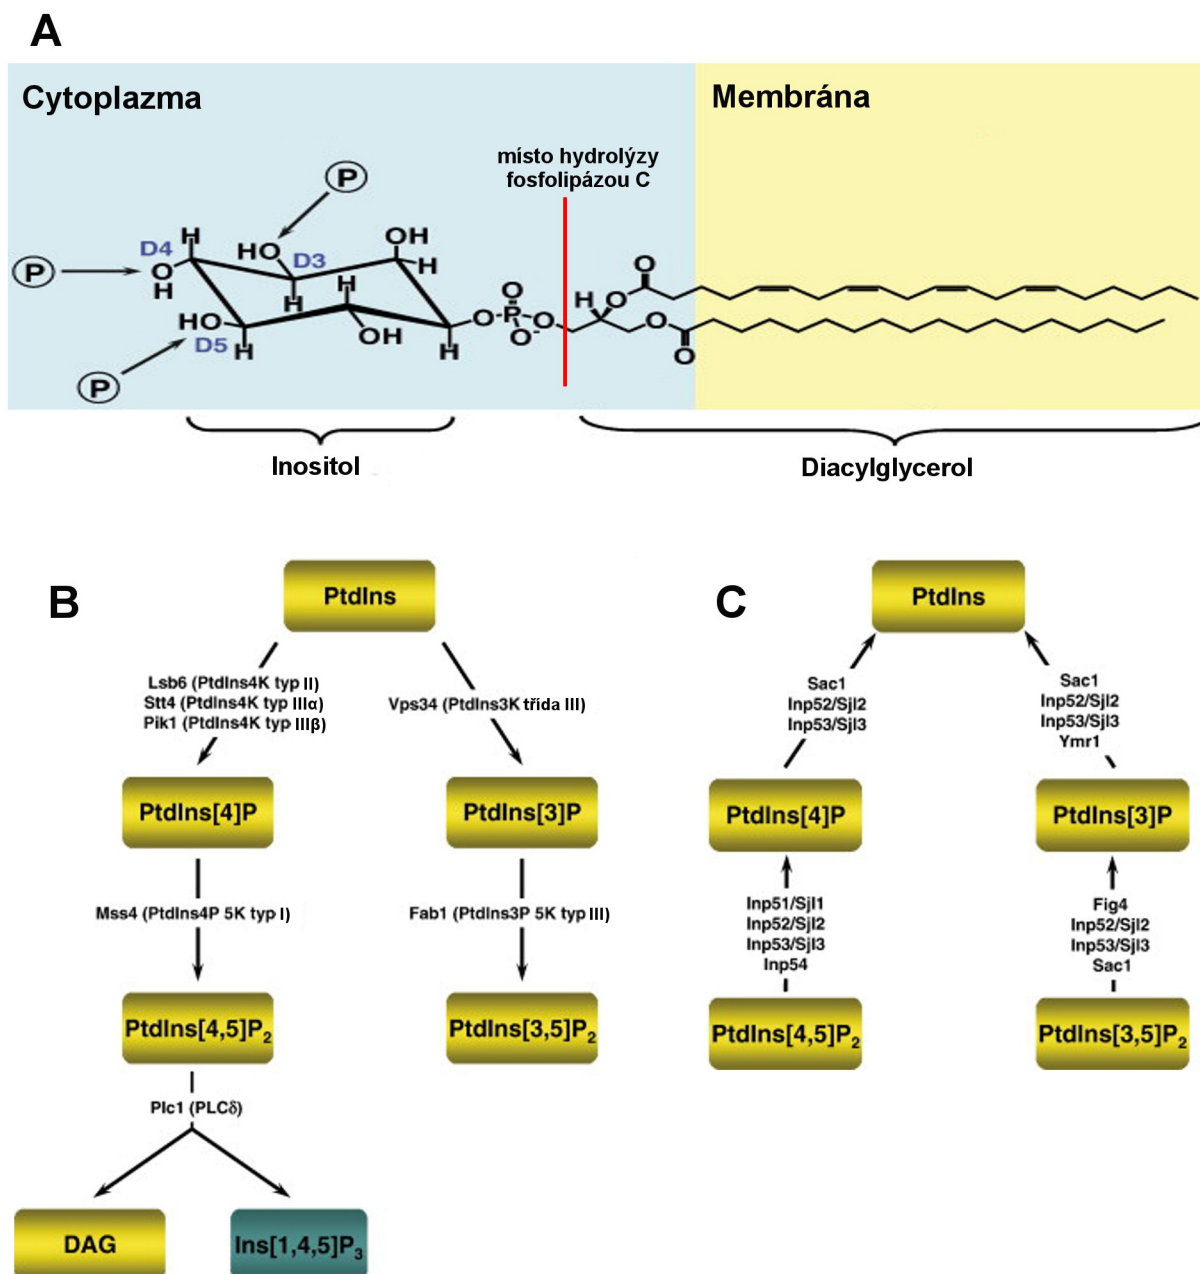 A
Cytoplazma
Membrána
místo hydrolýzy
fosfolipázou C
P
P
P
D4
D3
D5
H
O
H
HO
H
OH
H
H
HO
H
OH
H
O
O
P
O
O-
H
O
O
O
O
Inositol
Diacylglycerol
B
PtdIns
Lsb6 (PtdIns4K typ II)
Stt4 (PtdIns4K typ IIIα)
Pik1 (PtdIns4K typ IIIβ)
Vps34 (PtdIns3K třída III)
PtdIns[4]P
PtdIns[3]P
Mss4 (PtdIns4P 5K typ I)
Fab1 (PtdIns3P 5K typ III)
PtdIns[4,5]P2
PtdIns[3,5]P2
Plc1 (PLCδ)
DAG
Ins[1,4,5]P3
C
PtdIns
Sac1
Inp52/Sjl2
Inp53/Sjl3
Sac1
Inp52/Sjl2
Inp53/Sjl3
Ymr1
PtdIns[4]P
PtdIns[3]P
Inp51/Sjl1
Inp52/Sjl2
Inp53/Sjl3
Inp54
Fig4
Inp52/Sjl2
Inp53/Sjl3
Sac1
PtdIns[4,5]P2
PtdIns[3,5]P2